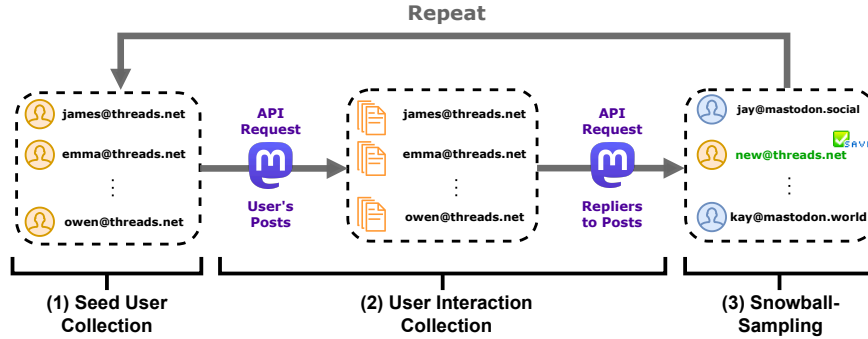 Repeat
james@threads.net
emma@threads.net
⋮
owen@threads.net
API
Request
User's
Posts
james@threads.net
emma@threads.net
⋮
owen@threads.net
API
Request
Repliers
to Posts
jay@mastodon.social
SAVE
new@threads.net
⋮
kay@mastodon.world
(1) Seed User
Collection
(2) User Interaction
Collection
(3) Snowball-
Sampling